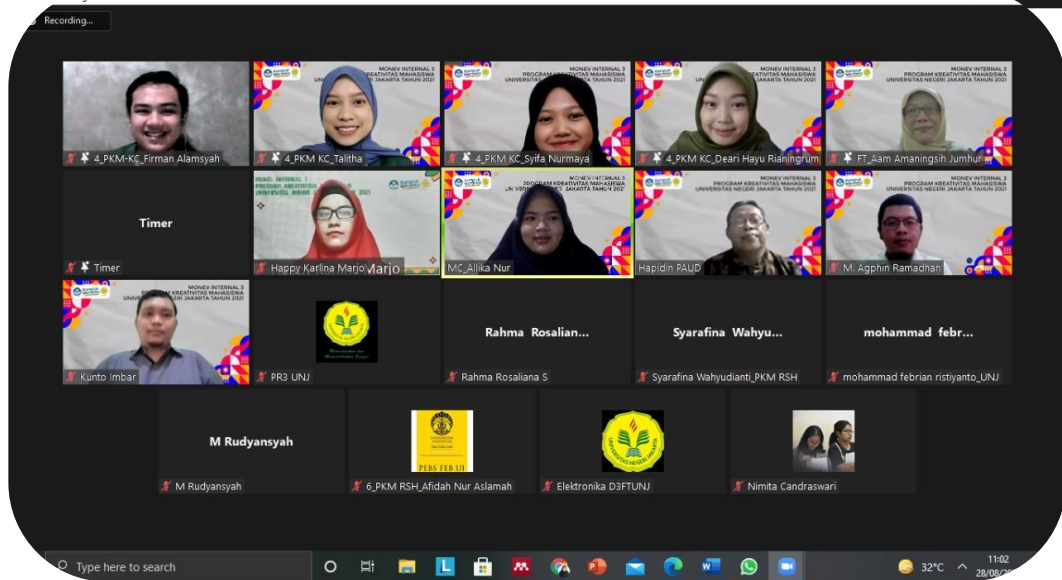 Recording...
MONEV INTERNAL 3
PROGRAM KREATIVITAS MAHASISWA
UNIVERSITAS NEGERI JAKARTA TAHUN 2021
4_PKM-KC_Firman Alamsyah
4_PKM KC_Talitha
4_PKM KC_Syifa Nurmaya
4_PKM KC_Deari Hayu Rianingrum
FT_Aam Amaningsih Jumhur
Timer
Timer
Happy Karlina Marjo
Marjo
MC_Allika Nur
Hapidin PAUD
M. Agphin Ramadhan
Kunto Imbar
PR3 UNJ
Rahma Rosalian...
Rahma Rosaliana S
Syarafina Wahyu...
Syarafina Wahyudianti_PKM RSH
mohammad febr...
mohammad febrian ristiyanto_UNJ
M Rudyansyah
M Rudyansyah
PEBS FEB UI
6_PKM RSH_Afidah Nur Aslamah
UNIVERSITAS NEGERI JAKARTA
Elektronika D3FTUNJ
Nimita Candraswari
Type here to search
32°C
11:02
28/08/